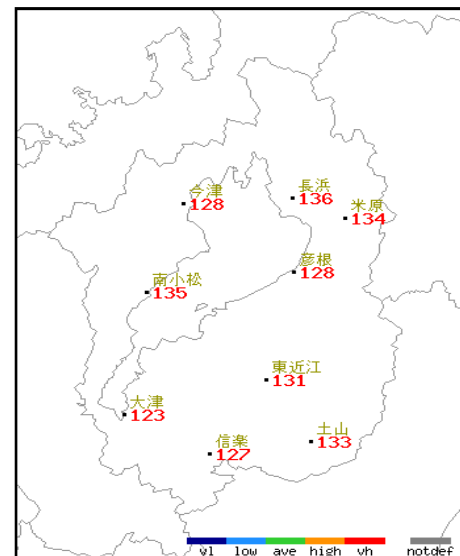 今津
128
長浜
136
米原
134
彦根
128
南小松
135
東近江
131
大津
123
土山
133
信楽
127
vl low ave high vh notder